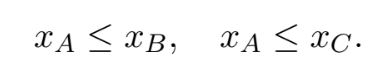 x_A ≤ x_B, x_A ≤ x_C.